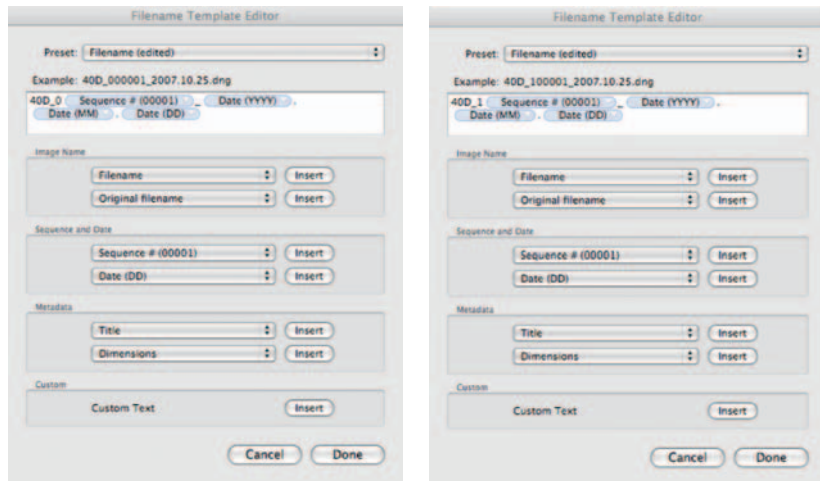 Filename Template Editor
Preset: Filename (edited)
Example: 40D_000001_2007.10.25.dng
40D_0 Sequence # (00001) _ Date (YYYY) .
Date (MM) . Date (DD)
Image Name
Filename Insert
Original filename Insert
Sequence and Date
Sequence # (00001) Insert
Date (DD) Insert
Metadata
Title Insert
Dimensions Insert
Custom
Custom Text Insert
Cancel Done
Filename Template Editor
Preset: Filename (edited)
Example: 40D_100001_2007.10.25.dng
40D_1 Sequence # (00001) _ Date (YYYY) .
Date (MM) . Date (DD)
Image Name
Filename Insert
Original filename Insert
Sequence and Date
Sequence # (00001) Insert
Date (DD) Insert
Metadata
Title Insert
Dimensions Insert
Custom
Custom Text Insert
Cancel Done